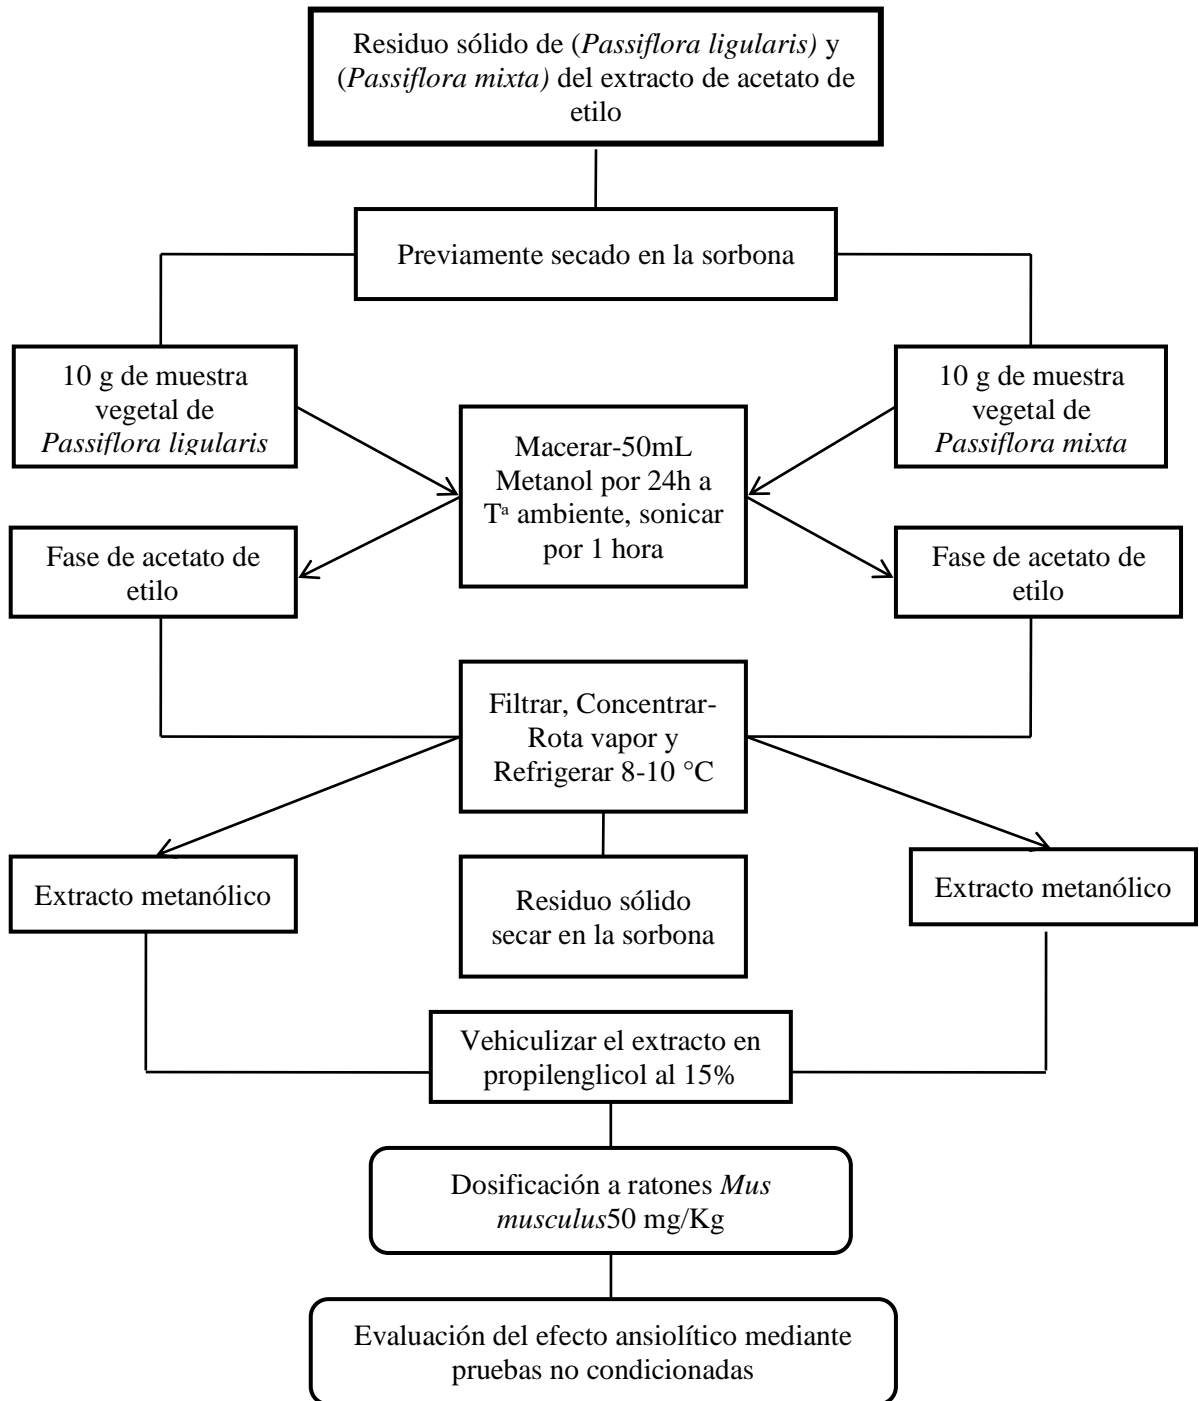 Residuo sólido de (Passiflora ligularis) y
(Passiflora mixta) del extracto de acetato de
etilo
Previamente secado en la sorbona
10 g de muestra
vegetal de
Passiflora ligularis
10 g de muestra
vegetal de
Passiflora mixta
Macerar-50mL
Metanol por 24h a
Tª ambiente, sonicar
por 1 hora
Fase de acetato de
etilo
Fase de acetato de
etilo
Filtrar, Concentrar-
Rota vapor y
Refrigerar 8-10 °C
Extracto metanólico
Residuo sólido
secar en la sorbona
Extracto metanólico
Vehiculizar el extracto en
propilenglicol al 15%
Dosificación a ratones Mus
musculus50 mg/Kg
Evaluación del efecto ansiolítico mediante
pruebas no condicionadas